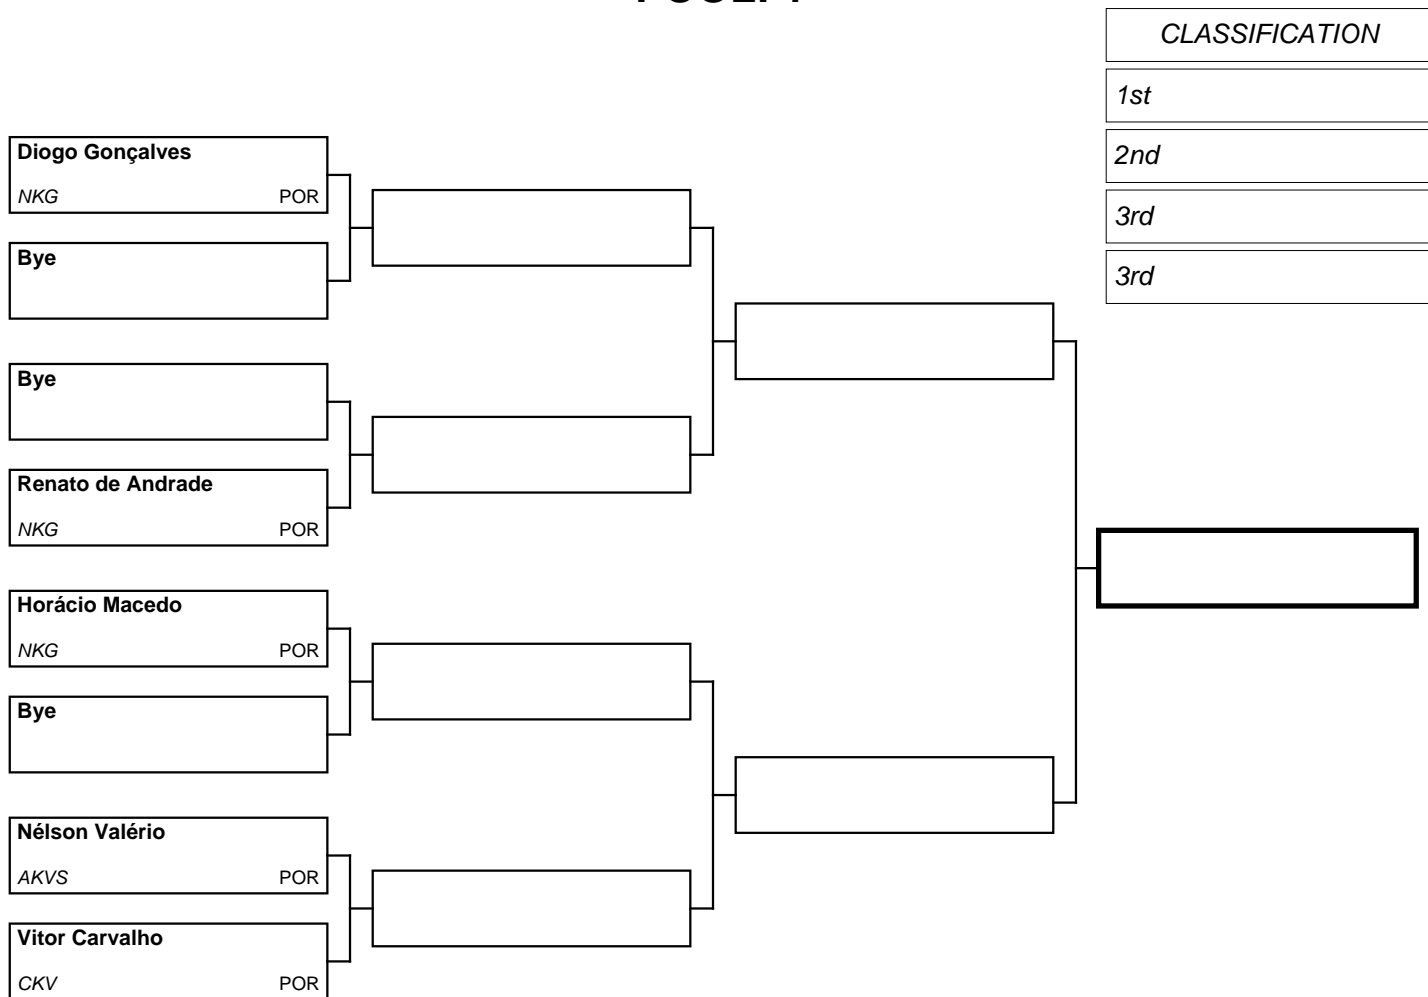 CLASSIFICATION
1st
2nd
3rd
3rd
Diogo Gonçalves
NKG POR
Bye
Bye
Renato de Andrade
NKG POR
Horácio Macedo
NKG POR
Bye
Nélson Valério
AKVS POR
Vitor Carvalho
CKV POR